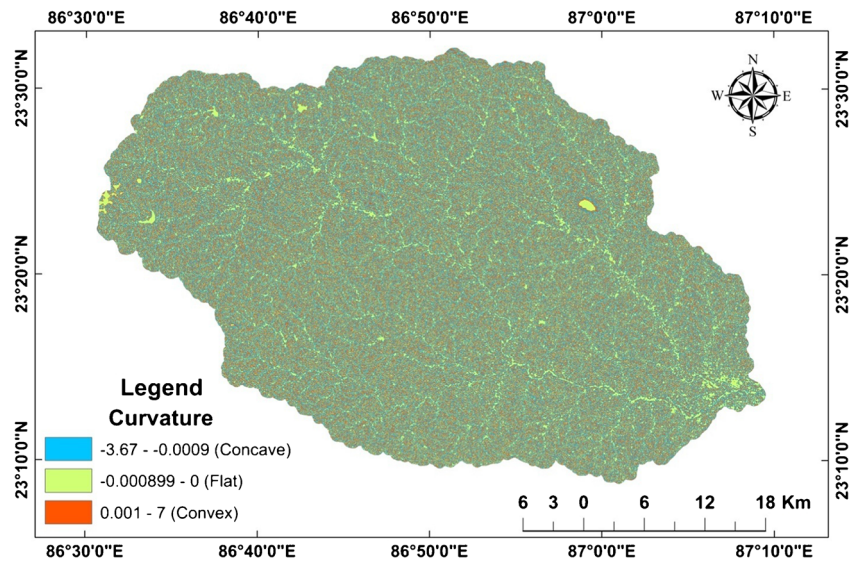 86°30'0"E 86°40'0"E 86°50'0"E 87°0'0"E 87°10'0"E
23°30'0"N
23°30'0"N
N
W E
S
23°20'0"N
23°20'0"N
Legend
Curvature
-3.67 - -0.0009 (Concave)
-0.000899 - 0 (Flat)
0.001 - 7 (Convex)
23°10'0"N
23°10'0"N
6 3 0 6 12 18 Km
86°30'0"E 86°40'0"E 86°50'0"E 87°0'0"E 87°10'0"E